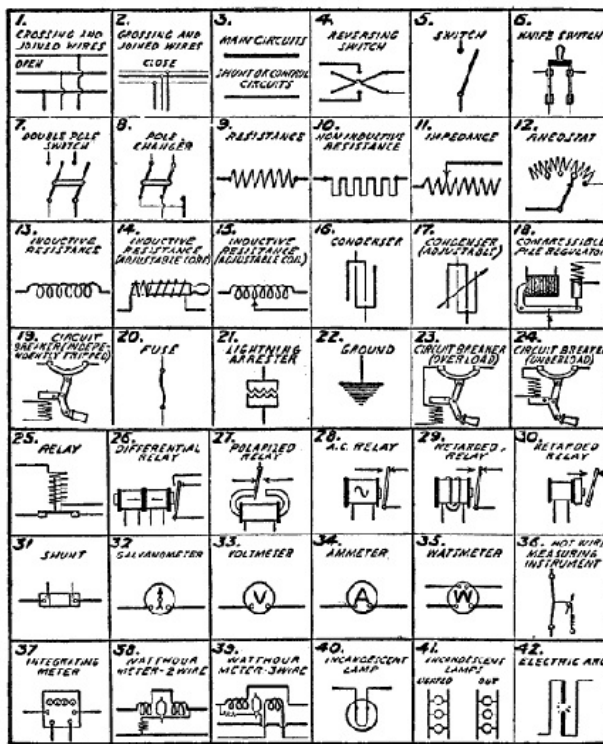 1.
CROSSING AND
JOINED WIRES
OPEN
2.
CROSSING AND
JOINED WIRES
CLOSE
3.
MAIN CIRCUITS
SHUNT OR CONTROL
CIRCUITS
4.
REVERSING
SWITCH
5.
SWITCH
6.
KNIFE SWITCH
7.
DOUBLE POLE
SWITCH
8.
POLE
CHANGER
9.
RESISTANCE
10.
NON INDUCTIVE
RESISTANCE
11.
IMPEDANCE
12.
RHEOSTAT
13.
INDUCTIVE
RESISTANCE
14.
INDUCTIVE
RESISTANCE
(ADJUSTABLE CORE)
15.
INDUCTIVE
RESISTANCE
(ADJUSTABLE COIL)
16.
CONDENSER
17.
CONDENSER
(ADJUSTABLE)
18.
COMPRESSIBLE
PILE REGULATOR
19. CIRCUIT
BREAKER (INDEPE-
NDENTLY TRIPPED)
20.
FUSE
21.
LIGHTNING
ARRESTER
22.
GROUND
23.
CIRCUIT BREAKER
(OVERLOAD)
24.
CIRCUIT BREAKER
(UNDERLOAD)
25.
RELAY
26.
DIFFERENTIAL
RELAY
27.
POLARIZED
RELAY
28.
A.C. RELAY
29.
RETARDED
RELAY
30.
RETARDED
RELAY
31
SHUNT
32
GALVANOMETER
33.
VOLTMETER
V
34.
AMMETER
A
35.
WATTSMETER
W
36. HOT WIRE
MEASURING
INSTRUMENT
37
INTEGRATING
METER
38.
WATTHOUR
METER-2 WIRE
39.
WATTHOUR
METER-3 WIRE
40.
INCANDESCENT
LAMP
41.
INCANDESCENT
LAMPS
LIGHTED OUT
42.
ELECTRIC ARC